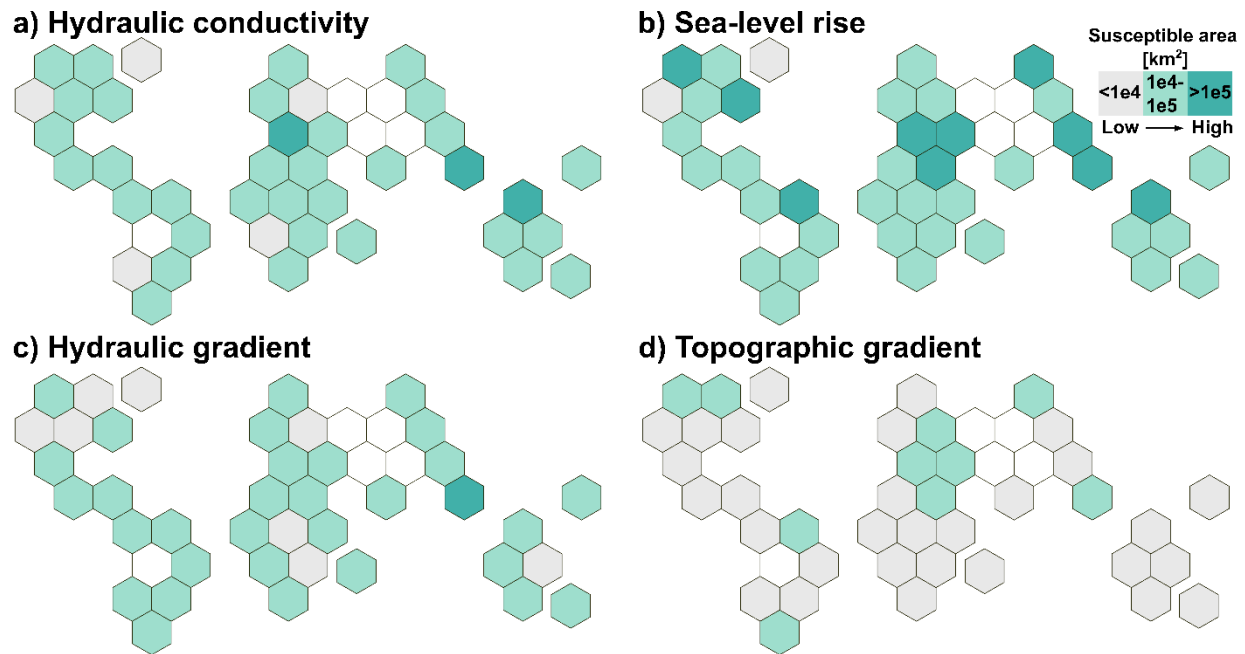 a) Hydraulic conductivity
b) Sea-level rise
Susceptible area
[km²]
<1e4 1e4-1e5 >1e5
Low → High
c) Hydraulic gradient
d) Topographic gradient